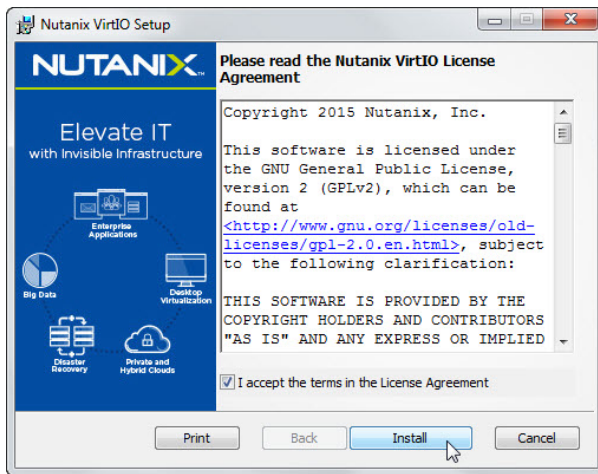 Nutanix VirtIO Setup
NUTANIX™
Elevate IT
with Invisible Infrastructure
Enterprise
Applications
Big Data
Desktop
Virtualization
Disaster
Recovery
Private and
Hybrid Clouds
Please read the Nutanix VirtIO License
Agreement
Copyright 2015 Nutanix, Inc.
This software is licensed under
the GNU General Public License,
version 2 (GPLv2), which can be
found at
<http://www.gnu.org/licenses/old-
licenses/gpl-2.0.en.html>, subject
to the following clarification:
THIS SOFTWARE IS PROVIDED BY THE
COPYRIGHT HOLDERS AND CONTRIBUTORS
"AS IS" AND ANY EXPRESS OR IMPLIED
I accept the terms in the License Agreement
Print
Back
Install
Cancel